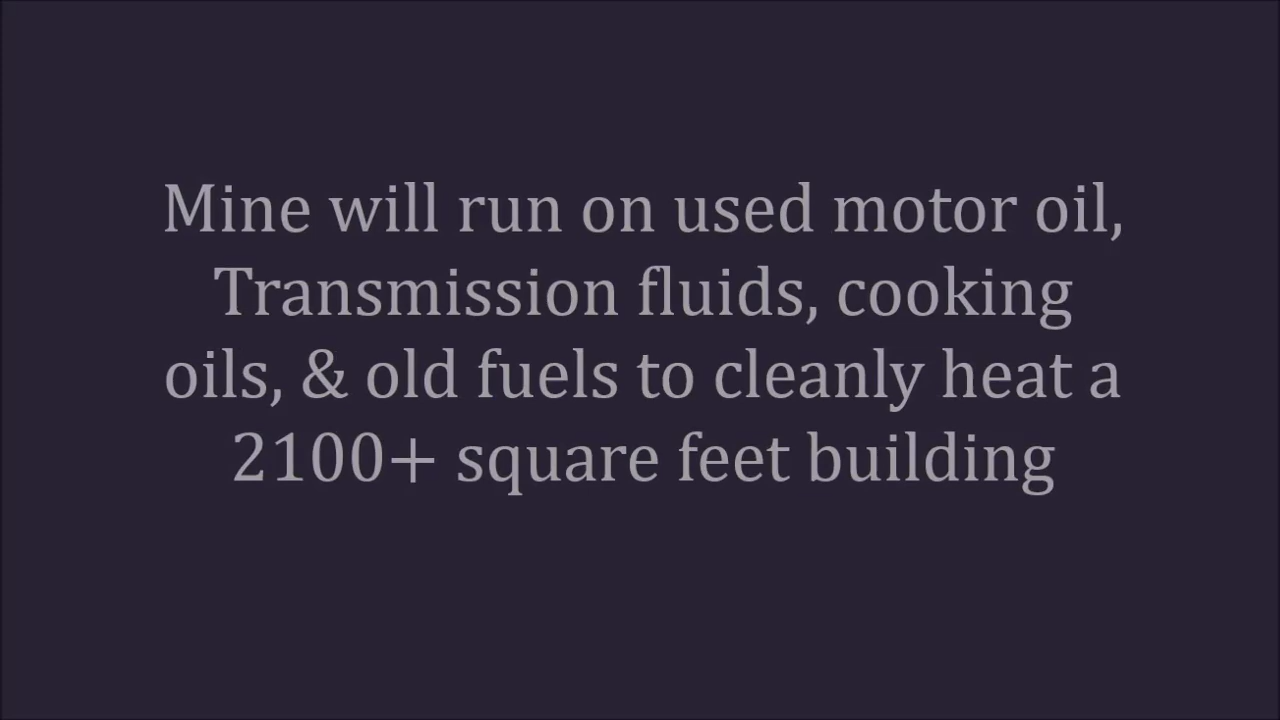 Mine will run on used motor oil,
Transmission fluids, cooking
oils, & old fuels to cleanly heat a
2100+ square feet building